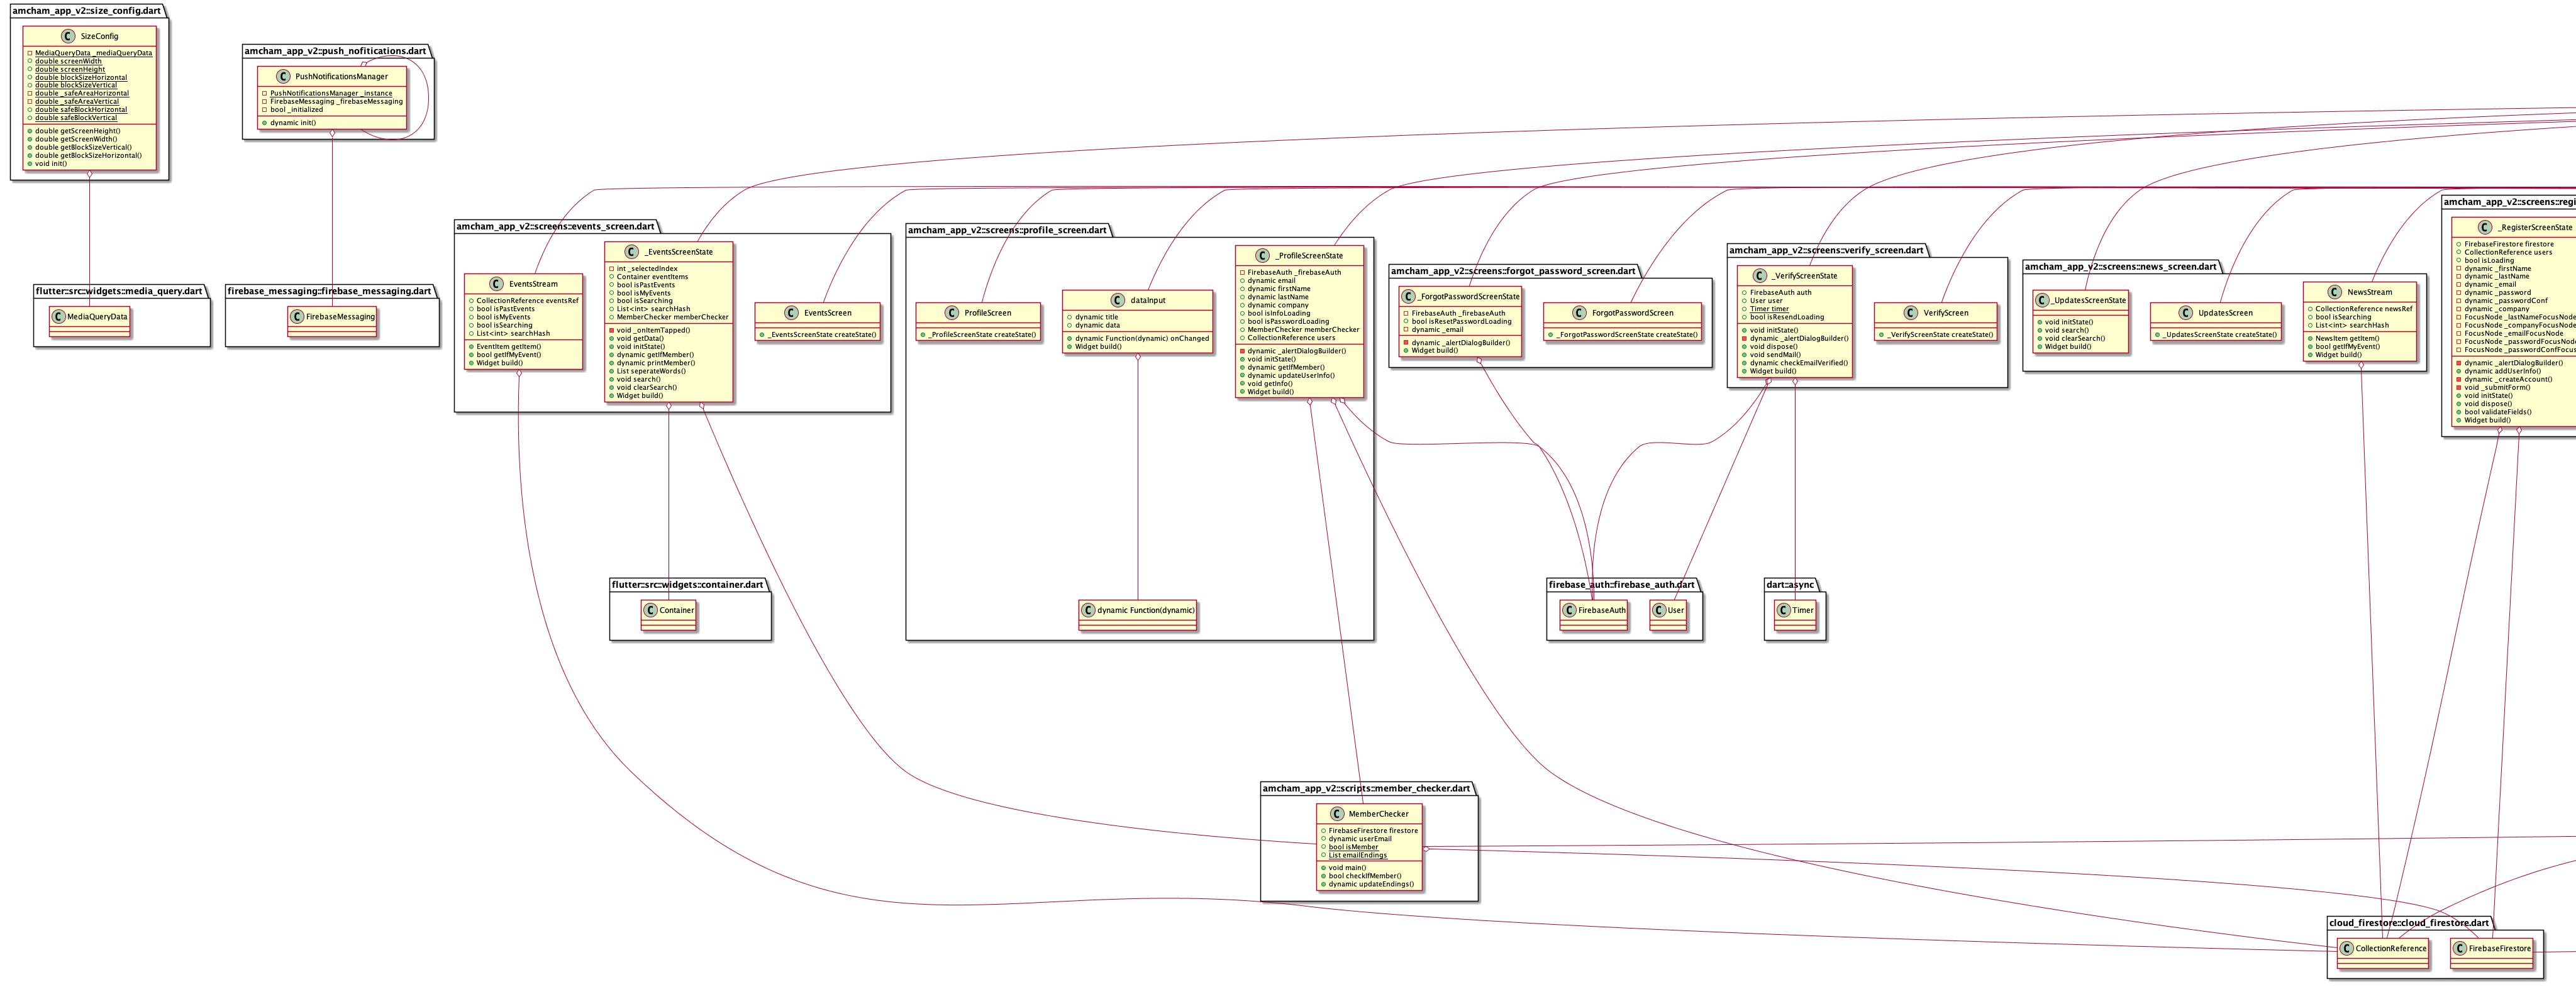 amcham_app_v2::size_config.dart
C SizeConfig
MediaQueryData _mediaQueryData
double screenWidth
double screenHeight
double blockSizeHorizontal
double blockSizeVertical
double _safeAreaHorizontal
double _safeAreaVertical
double safeBlockHorizontal
double safeBlockVertical
double getScreenHeight()
double getScreenWidth()
double getBlockSizeVertical()
double getBlockSizeHorizontal()
void init()
amcham_app_v2::push_nofitications.dart
C PushNotificationsManager
PushNotificationsManager _instance
FirebaseMessaging _firebaseMessaging
bool _initialized
dynamic init()
flutter::src::widgets::media_query.dart
C MediaQueryData
firebase_messaging::firebase_messaging.dart
C FirebaseMessaging
amcham_app_v2::screens::events_screen.dart
C EventsStream
CollectionReference eventsRef
bool isPastEvents
bool isMyEvents
bool isSearching
List<int> searchHash
EventItem getItem()
bool getIfMyEvent()
Widget build()
C _EventsScreenState
int _selectedIndex
Container eventItems
bool isPastEvents
bool isMyEvents
bool isSearching
List<int> searchHash
MemberChecker memberChecker
void _onItemTapped()
void getData()
void initState()
dynamic getIfMember()
dynamic printMember()
List seperateWords()
void search()
void clearSearch()
Widget build()
C EventsScreen
_EventsScreenState createState()
amcham_app_v2::screens::profile_screen.dart
C ProfileScreen
_ProfileScreenState createState()
C dataInput
dynamic title
dynamic data
dynamic Function(dynamic) onChanged
Widget build()
C _ProfileScreenState
FirebaseAuth _firebaseAuth
dynamic email
dynamic firstName
dynamic lastName
dynamic company
bool isInfoLoading
bool isPasswordLoading
MemberChecker memberChecker
CollectionReference users
dynamic _alertDialogBuilder()
void initState()
dynamic getIfMember()
dynamic updateUserInfo()
void getInfo()
Widget build()
C dynamic Function(dynamic)
amcham_app_v2::screens::forgot_password_screen.dart
C _ForgotPasswordScreenState
FirebaseAuth _firebaseAuth
bool isResetPasswordLoading
dynamic _email
dynamic _alertDialogBuilder()
Widget build()
C ForgotPasswordScreen
_ForgotPasswordScreenState createState()
amcham_app_v2::screens::verify_screen.dart
C _VerifyScreenState
FirebaseAuth auth
User user
Timer timer
bool isResendLoading
void initState()
dynamic _alertDialogBuilder()
void dispose()
void sendMail()
dynamic checkEmailVerified()
Widget build()
C VerifyScreen
_VerifyScreenState createState()
amcham_app_v2::screens::news_screen.dart
C _UpdatesScreenState
void initState()
void search()
void clearSearch()
Widget build()
C UpdatesScreen
_UpdatesScreenState createState()
C NewsStream
CollectionReference newsRef
bool isSearching
List<int> searchHash
NewsItem getItem()
bool getIfMyEvent()
Widget build()
amcham_app_v2::screens::regi
C _RegisterScreenState
FirebaseFirestore firestore
CollectionReference users
bool isLoading
dynamic _firstName
dynamic _lastName
dynamic _email
dynamic _password
dynamic _passwordConf
dynamic _company
FocusNode _lastNameFocusNode
FocusNode _companyFocusNode
FocusNode _emailFocusNode
FocusNode _passwordFocusNode
FocusNode _passwordConfFocus
dynamic _alertDialogBuilder()
dynamic addUserInfo()
dynamic _createAccount()
void _submitForm()
void initState()
void dispose()
bool validateFields()
Widget build()
flutter::src::widgets::container.dart
C Container
firebase_auth::firebase_auth.dart
C FirebaseAuth
C User
dart::async
C Timer
amcham_app_v2::scripts::member_checker.dart
C MemberChecker
FirebaseFirestore firestore
dynamic userEmail
bool isMember
List emailEndings
void main()
bool checkIfMember()
dynamic updateEndings()
cloud_firestore::cloud_firestore.dart
C CollectionReference
C FirebaseFirestore